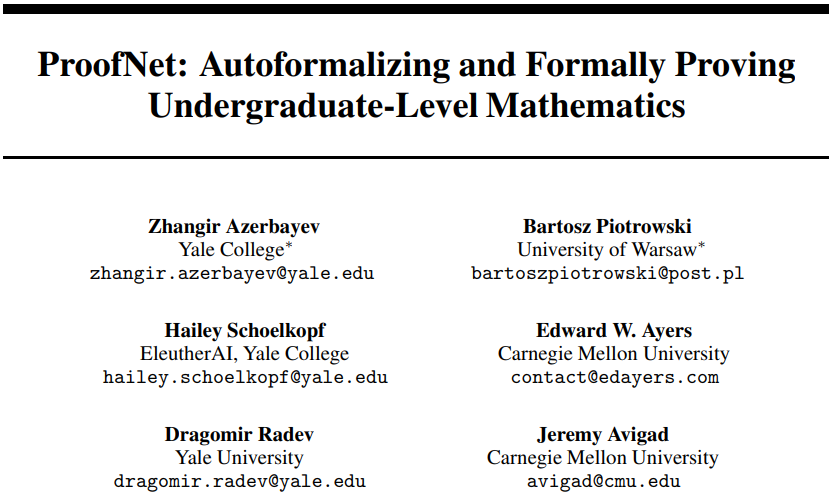 ProofNet: Autoformalizing and Formally Proving
Undergraduate-Level Mathematics
Zhangir Azerbayev
Yale College*
zhangir.azerbayev@yale.edu
Bartosz Piotrowski
University of Warsaw*
bartoszpiotrowski@post.pl
Hailey Schoelkopf
EleutherAI, Yale College
hailey.schoelkopf@yale.edu
Edward W. Ayers
Carnegie Mellon University
contact@edayers.com
Dragomir Radev
Yale University
dragomir.radev@yale.edu
Jeremy Avigad
Carnegie Mellon University
avigad@cmu.edu